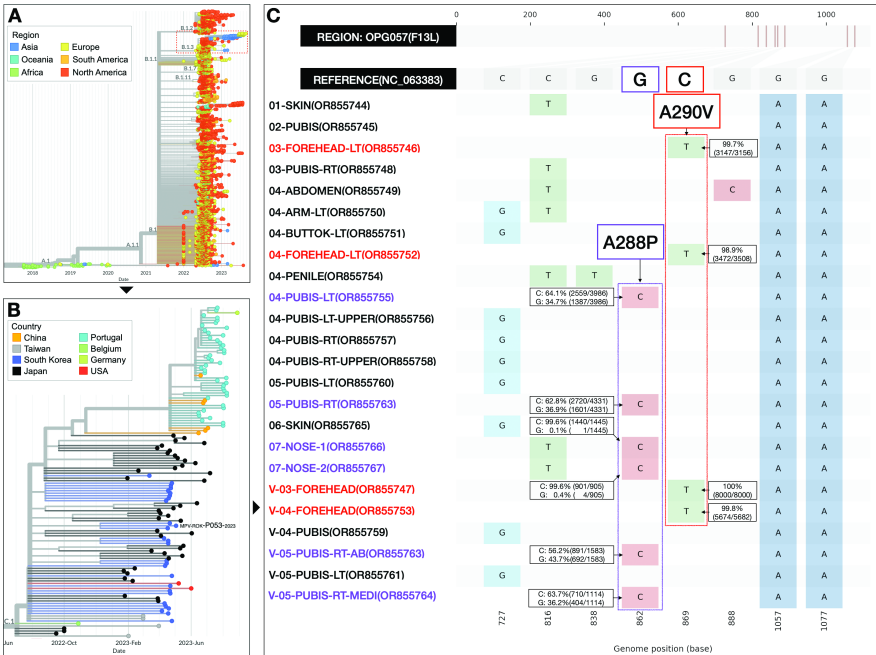 A
Region
Asia
Europe
Oceania
South America
Africa
North America
B.1.2
B.1.3
B.1.1
B.1.7
B.1.11
B.1
A.1.1
A.1
2018
2019
2020
2021
2022
2023
Date
B
Country
China
Portugal
Taiwan
Belgium
South Korea
Germany
Japan
USA
MPV-ROK-P053-2023
C.1
Jun
2022-Oct
2023-Feb
2023-Jun
Date
C
0 200 400 600 800 1000
REGION: OPG057(F13L)
REFERENCE(NC_063383) C C G G C G G G
A290V
A288P
01-SKIN(OR855744) T A A
02-PUBIS(OR855745) A A
03-FOREHEAD-LT(OR855746) T 99.7% (3147/3156) A A
03-PUBIS-RT(OR855748) T A A
04-ABDOMEN(OR855749) T C A A
04-ARM-LT(OR855750) G T A A
04-BUTTOK-LT(OR855751) G A A
04-FOREHEAD-LT(OR855752) T 98.9% (3472/3508) A A
04-PENILE(OR855754) T T A A
04-PUBIS-LT(OR855755) C: 64.1% (2559/3986) G: 34.7% (1387/3986) C A A
04-PUBIS-LT-UPPER(OR855756) G A A
04-PUBIS-RT(OR855757) G A A
04-PUBIS-RT-UPPER(OR855758) G A A
05-PUBIS-LT(OR855760) G A A
05-PUBIS-RT(OR855763) C: 62.8% (2720/4331) G: 36.9% (1601/4331) C A A
06-SKIN(OR855765) G C: 99.6% (1440/1445) G: 0.1% ( 1/1445) A A
07-NOSE-1(OR855766) T C A A
07-NOSE-2(OR855767) T C A A
C: 99.6% (901/905) G: 0.4% ( 4/905)
V-03-FOREHEAD(OR855747) T 100% (8000/8000) A A
V-04-FOREHEAD(OR855753) T 99.8% (5674/5682) A A
V-04-PUBIS(OR855759) G A A
V-05-PUBIS-RT-AB(OR855763) C: 56.2%(891/1583) G: 43.7%(692/1583) C A A
V-05-PUBIS-LT(OR855761) G A A
V-05-PUBIS-RT-MEDI(OR855764) C: 63.7%(710/1114) G: 36.2%(404/1114) C A A
727 816 838 862 869 888 1057 1077
Genome position (base)